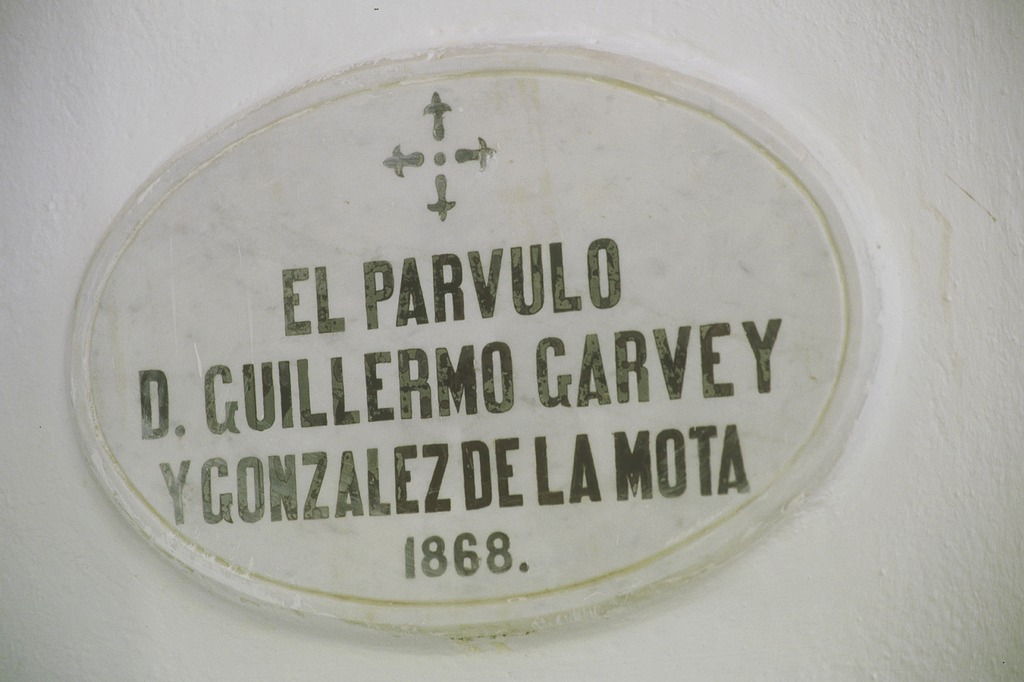 EL PARVULO
D. GUILLERMO GARVEY
Y GONZALEZ DE LA MOTA
1868.